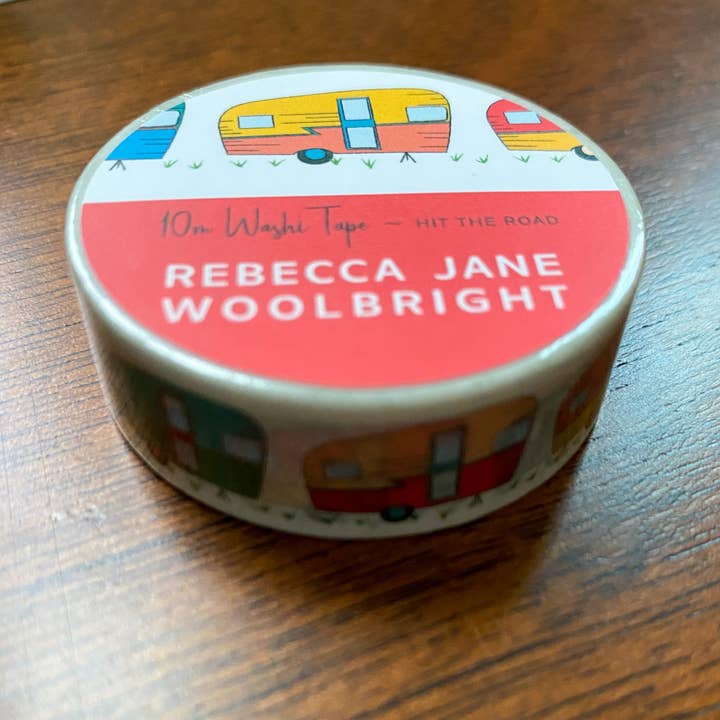 10m Washi Tape – HIT THE ROAD
REBECCA JANE
WOOLBRIGHT